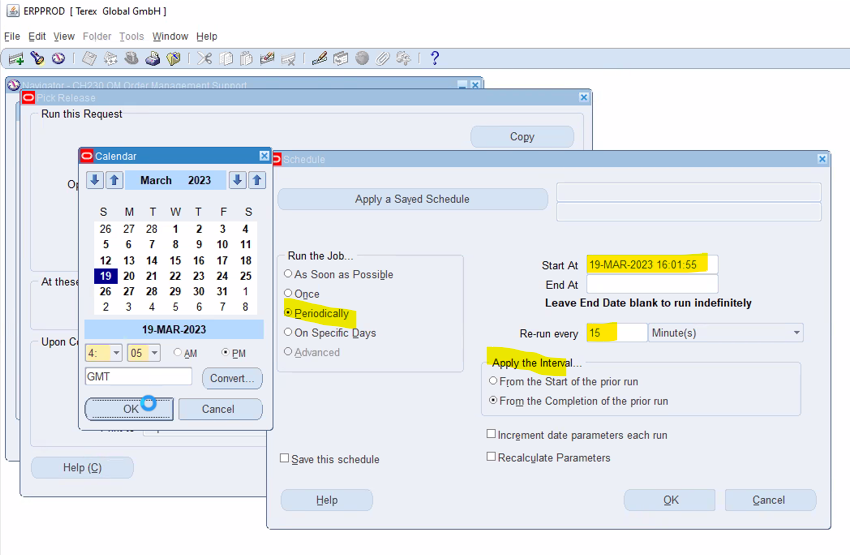 ERPPROD [ Terex Global GmbH ]
File Edit View Folder Tools Window Help
Navigator - CH230 OM Order Management Support
Pick Release
Run this Request
Copy
Calendar
March 2023
S M T W T F S
26 27 28 1 2 3 4
5 6 7 8 9 10 11
12 13 14 15 16 17 18
19 20 21 22 23 24 25
26 27 28 29 30 31 1
2 3 4 5 6 7 8
19-MAR-2023
4: 05 AM PM
GMT Convert...
OK Cancel
At these
Upon Co
Help (C)
Schedule
Apply a Saved Schedule
Run the Job...
As Soon as Possible
Once
Periodically
On Specific Days
Advanced
Start At 19-MAR-2023 16:01:55
End At
Leave End Date blank to run indefinitely
Re-run every 15 Minute(s)
Apply the Interval...
From the Start of the prior run
From the Completion of the prior run
Increment date parameters each run
Save this schedule
Recalculate Parameters
Help OK Cancel